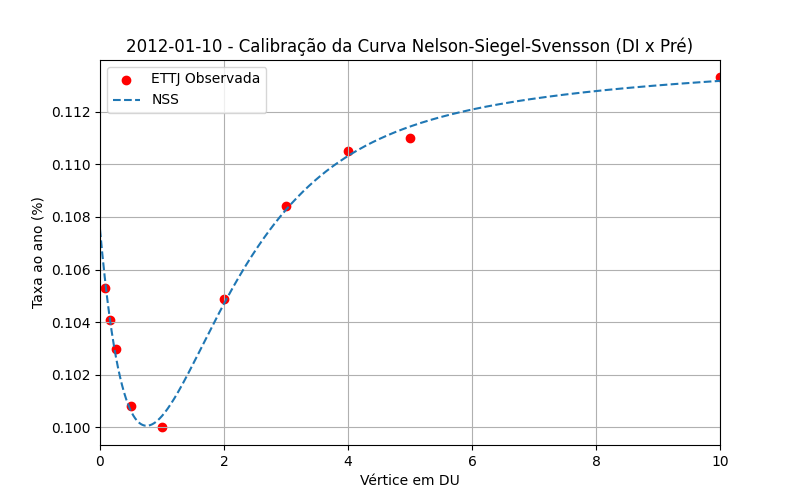 2012-01-10 - Calibração da Curva Nelson-Siegel-Svensson (DI x Pré)
ETTJ Observada
NSS
Taxa ao ano (%)
0.112
0.110
0.108
0.106
0.104
0.102
0.100
0 2 4 6 8 10
Vértice em DU